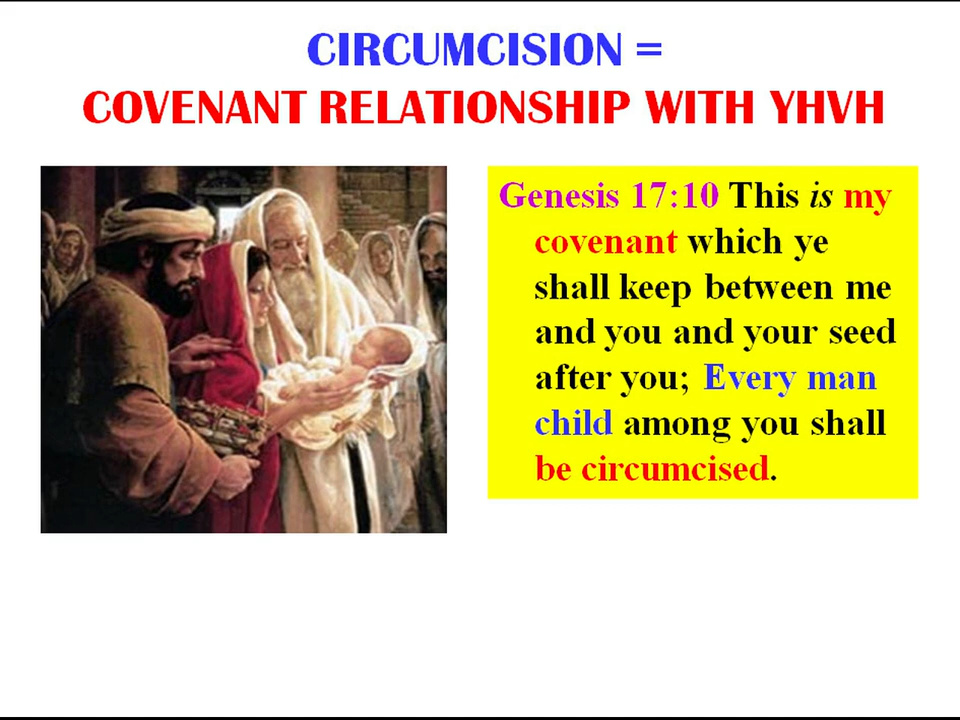 CIRCUMCISION =
COVENANT RELATIONSHIP WITH YHVH
Genesis 17:10 This is my
covenant which ye
shall keep between me
and you and your seed
after you; Every man
child among you shall
be circumcised.